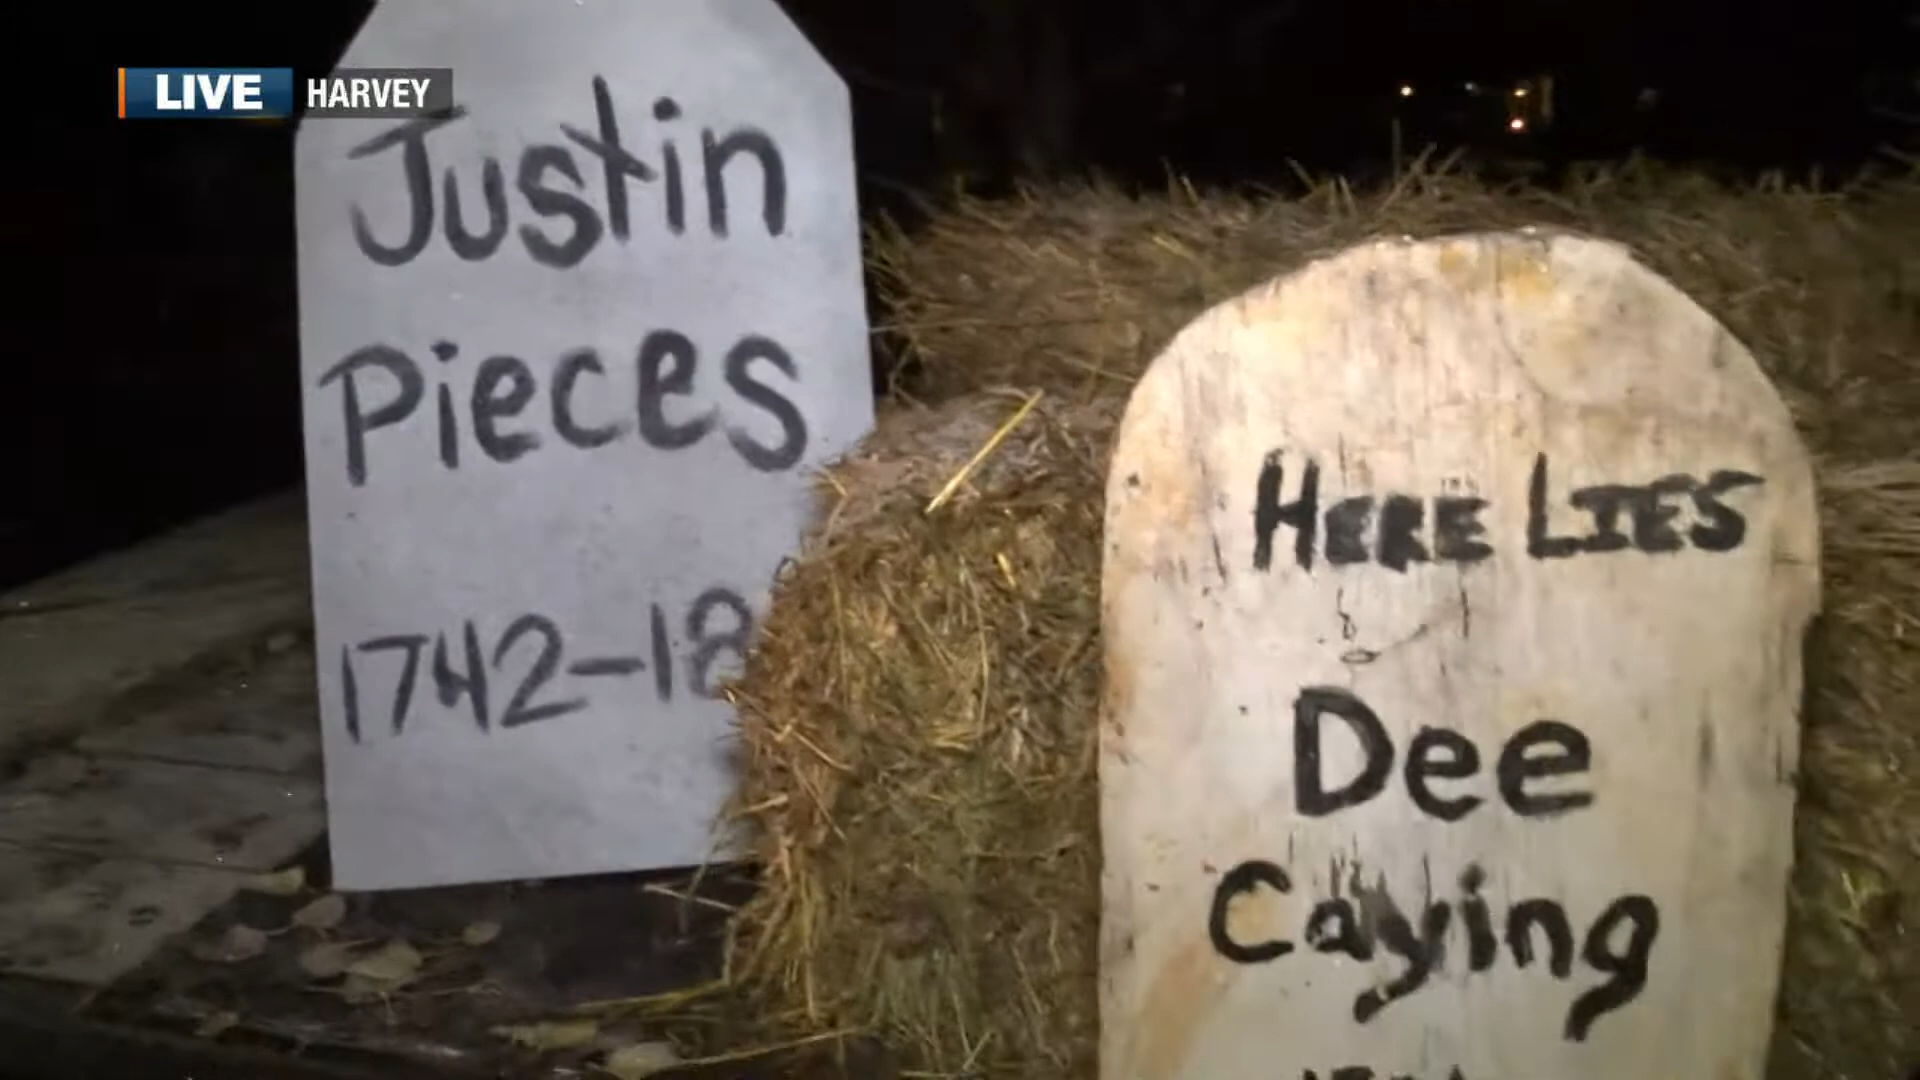 LIVE HARVEY
Justin
Pieces
1742-18
HERE LIES
Dee
Caying